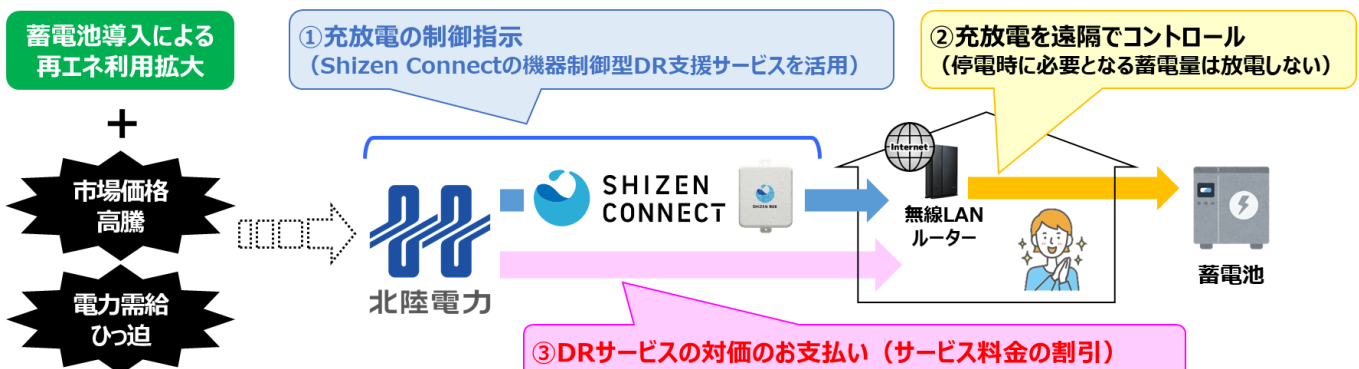 蓄電池導入による
再エネ利用拡大
＋
市場価格
高騰
電力需給
ひっ迫
①充放電の制御指示
（Shizen Connectの機器制御型DR支援サービスを活用）
②充放電を遠隔でコントロール
（停電時に必要となる蓄電量は放電しない）
北陸電力
SHIZEN
CONNECT
SHIZEN BOX
Internet
無線LAN
ルーター
蓄電池
③DRサービスの対価のお支払い（サービス料金の割引）